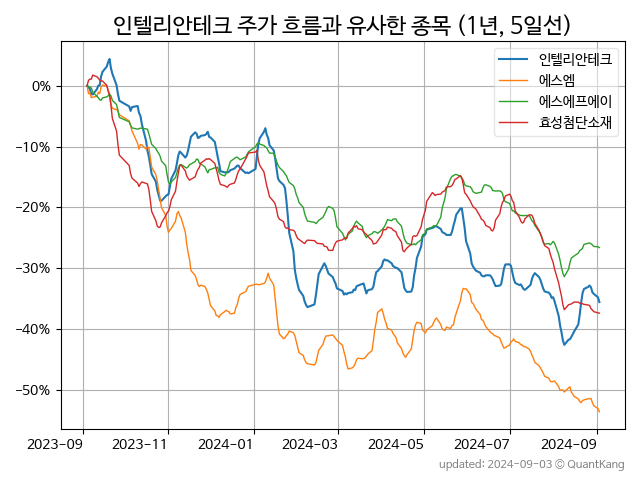 인텔리안테크 주가 흐름과 유사한 종목 (1년, 5일선)
인텔리안테크
에스엠
에스에프에이
효성첨단소재
0%
−10%
−20%
−30%
−40%
−50%
2023-09 2023-11 2024-01 2024-03 2024-05 2024-07 2024-09
updated: 2024-09-03 © QuantKang